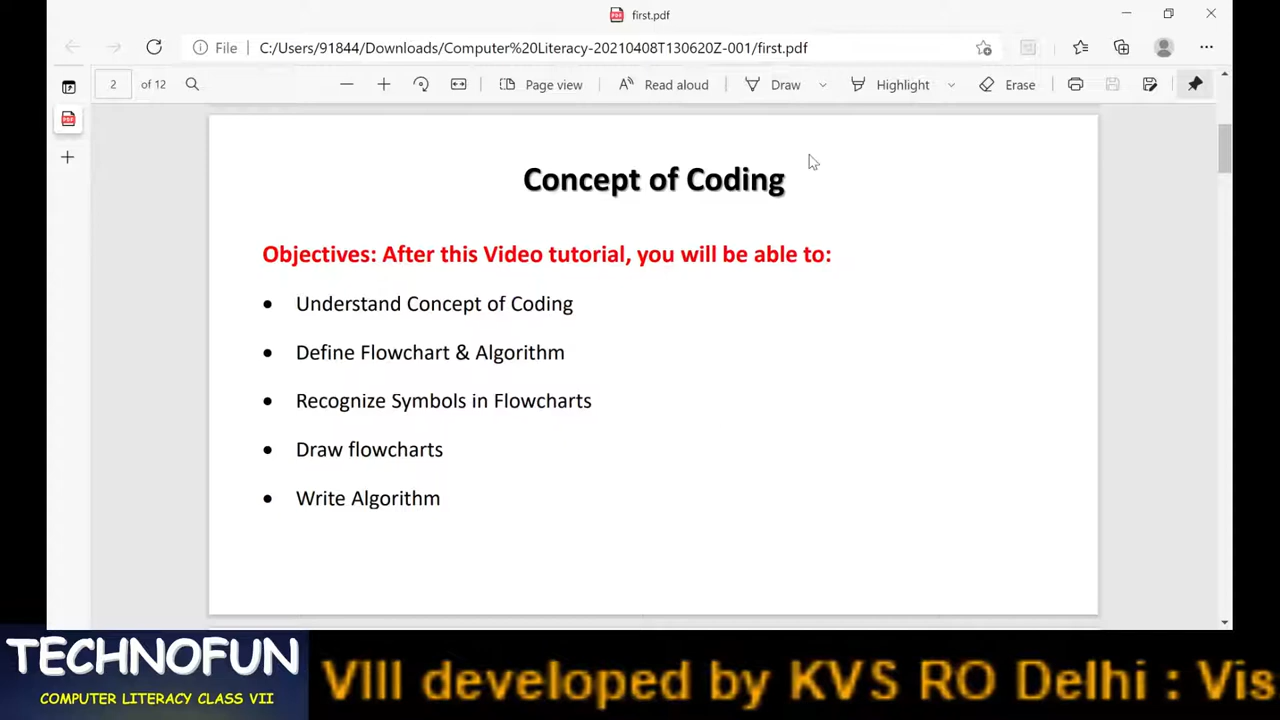 first.pdf
File C:/Users/91844/Downloads/Computer%20Literacy-20210408T130620Z-001/first.pdf
2 of 12 Page view Read aloud Draw Highlight Erase
Concept of Coding
Objectives: After this Video tutorial, you will be able to:
• Understand Concept of Coding
• Define Flowchart & Algorithm
• Recognize Symbols in Flowcharts
• Draw flowcharts
• Write Algorithm
TECHNOFUN
COMPUTER LITERACY CLASS VII
VIII developed by KVS RO Delhi : Vis